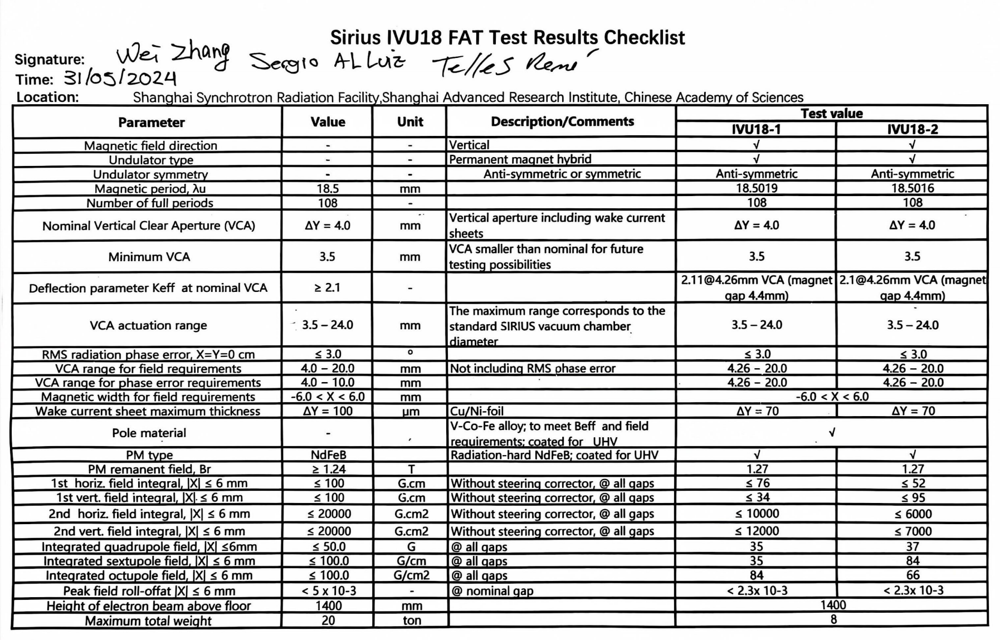 Sirius IVU18 FAT Test Results Checklist
Signature: Wei Zhang Sergio AL Luiz Telles René
Time: 31/05/2024
Location: Shanghai Synchrotron Radiation Facility,Shanghai Advanced Research Institute, Chinese Academy of Sciences
Parameter Value Unit Description/Comments Test value
IVU18-1 IVU18-2
Magnetic field direction - - Vertical √ √
Undulator type - - Permanent magnet hybrid √ √
Undulator symmetry - - Anti-symmetric or symmetric Anti-symmetric Anti-symmetric
Magnetic period, λu 18.5 mm 18.5019 18.5016
Number of full periods 108 - 108 108
Nominal Vertical Clear Aperture (VCA) ΔY = 4.0 mm Vertical aperture including wake current
sheets ΔY = 4.0 ΔY = 4.0
Minimum VCA 3.5 mm VCA smaller than nominal for future
testing possibilities 3.5 3.5
Deflection parameter Keff at nominal VCA ≥ 2.1 - 2.11@4.26mm VCA (magnet 2.1@4.26mm VCA (magnet
gap 4.4mm) gap 4.4mm)
VCA actuation range 3.5 – 24.0 mm The maximum range corresponds to the
standard SIRIUS vacuum chamber 3.5 – 24.0 3.5 – 24.0
diameter
RMS radiation phase error, X=Y=0 cm ≤ 3.0 º ≤ 3.0 ≤ 3.0
VCA range for field requirements 4.0 – 20.0 mm Not including RMS phase error 4.26 – 20.0 4.26 – 20.0
VCA range for phase error requirements 4.0 – 10.0 mm 4.26 – 20.0 4.26 – 20.0
Magnetic width for field requirements -6.0 < X < 6.0 mm -6.0 < X < 6.0
Wake current sheet maximum thickness ΔY = 100 μm Cu/Ni-foil ΔY = 70 ΔY = 70
Pole material - V-Co-Fe alloy; to meet Beff and field
requirements; coated for UHV √
PM type NdFeB Radiation-hard NdFeB; coated for UHV √ √
PM remanent field, Br ≥ 1.24 T 1.27 1.27
1st horiz. field integral, |X| ≤ 6 mm ≤ 100 G.cm Without steering corrector, @ all gaps ≤ 76 ≤ 52
1st vert. field integral, |X| ≤ 6 mm ≤ 100 G.cm Without steering corrector, @ all gaps ≤ 34 ≤ 95
2nd horiz. field integral, |X| ≤ 6 mm ≤ 20000 G.cm2 Without steering corrector, @ all gaps ≤ 10000 ≤ 6000
2nd vert. field integral, |X| ≤ 6 mm ≤ 20000 G.cm2 Without steering corrector, @ all gaps ≤ 12000 ≤ 7000
Integrated quadrupole field, |X| ≤6mm ≤ 50.0 G @ all gaps 35 37
Integrated sextupole field, |X| ≤ 6 mm ≤ 100.0 G/cm @ all gaps 35 84
Integrated octupole field, |X| ≤ 6 mm ≤ 100.0 G/cm2 @ all gaps 84 66
Peak field roll-offat |X| ≤ 6 mm < 5 x 10-3 - @ nominal gap < 2.3x 10-3 < 2.3x 10-3
Height of electron beam above floor 1400 mm 1400
Maximum total weight 20 ton 8